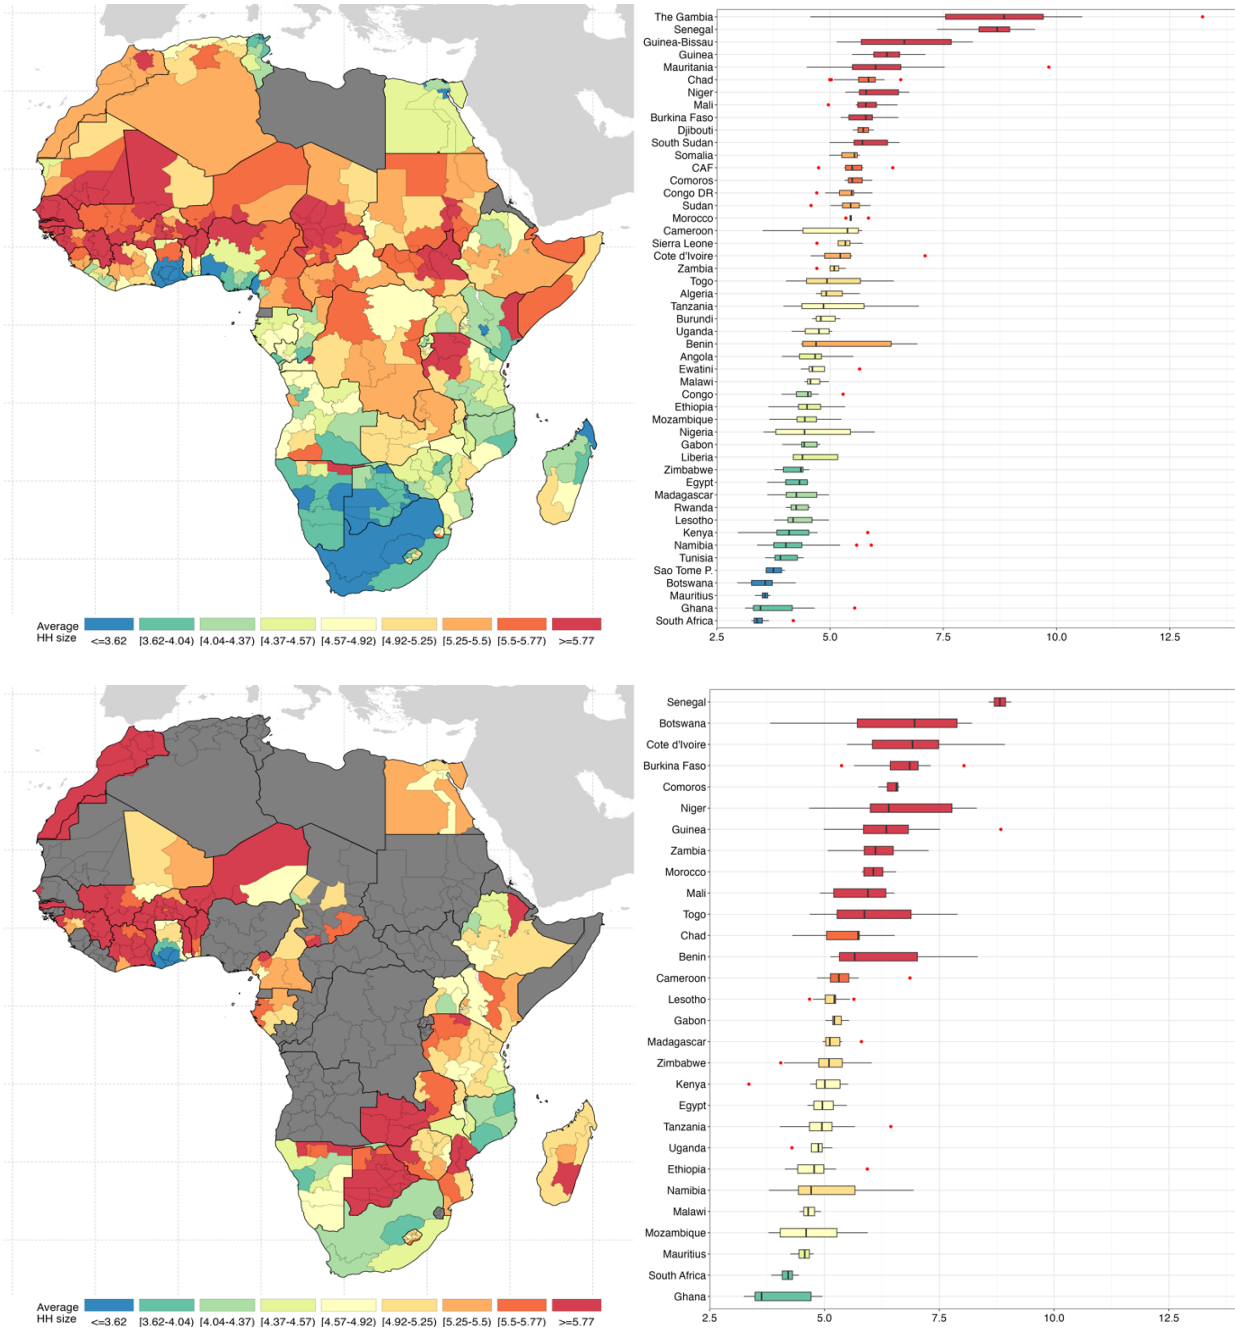 The Gambia
Senegal
Guinea-Bissau
Guinea
Mauritania
Chad
Niger
Mali
Burkina Faso
Djibouti
South Sudan
Somalia
CAF
Comoros
Congo DR
Sudan
Morocco
Cameroon
Sierra Leone
Cote d'Ivoire
Zambia
Togo
Algeria
Tanzania
Burundi
Uganda
Benin
Angola
Ewatini
Malawi
Congo
Ethiopia
Mozambique
Nigeria
Gabon
Liberia
Zimbabwe
Egypt
Madagascar
Rwanda
Lesotho
Kenya
Namibia
Tunisia
Sao Tome P.
Botswana
Mauritius
Ghana
South Africa
2.5 5.0 7.5 10.0 12.5
Average
HH size
<=3.62 [3.62-4.04) [4.04-4.37) [4.37-4.57) [4.57-4.92) [4.92-5.25) [5.25-5.5) [5.5-5.77) >=5.77
Senegal
Botswana
Cote d'Ivoire
Burkina Faso
Comoros
Niger
Guinea
Zambia
Morocco
Mali
Togo
Chad
Benin
Cameroon
Lesotho
Gabon
Madagascar
Zimbabwe
Kenya
Egypt
Tanzania
Uganda
Ethiopia
Namibia
Malawi
Mozambique
Mauritius
South Africa
Ghana
2.5 5.0 7.5 10.0 12.5
Average
HH size
<=3.62 [3.62-4.04) [4.04-4.37) [4.37-4.57) [4.57-4.92) [4.92-5.25) [5.25-5.5) [5.5-5.77) >=5.77